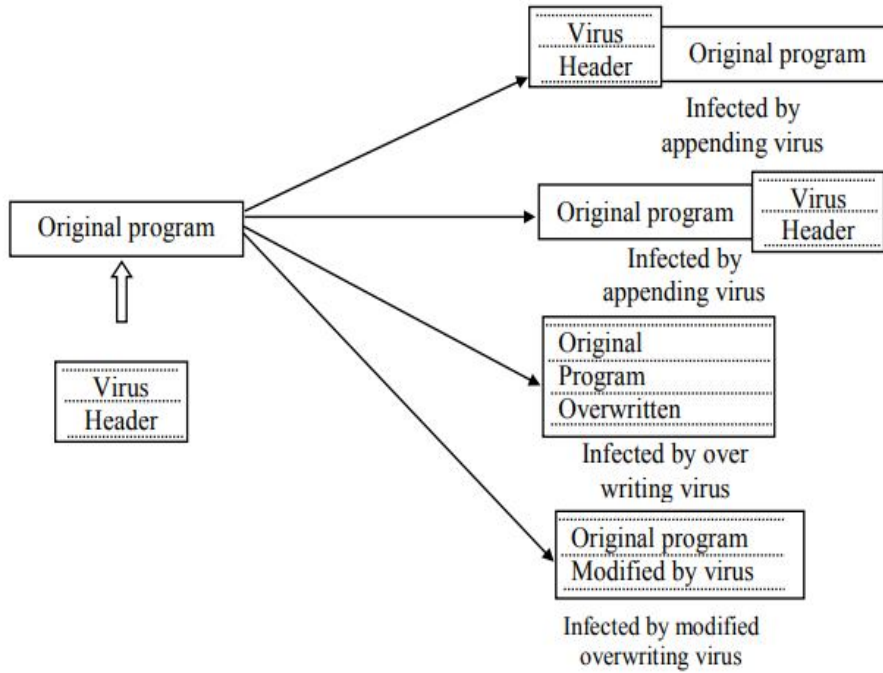 Virus
Header
Original program
Infected by
appending virus
Original program
Original program
Virus
Header
Infected by
appending virus
Virus
Header
Original
Program
Overwritten
Infected by over
writing virus
Original program
Modified by virus
Infected by modified
overwriting virus